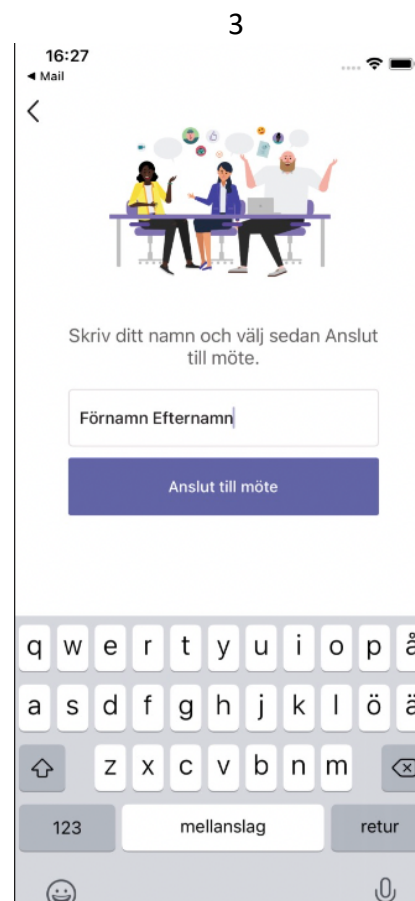 3
16:27
◀ Mail
Skriv ditt namn och välj sedan Anslut
till möte.
Förnamn Efternamn
Anslut till möte
q w e r t y u i o p å
a s d f g h j k l ö ä
z x c v b n m
123 mellanslag retur